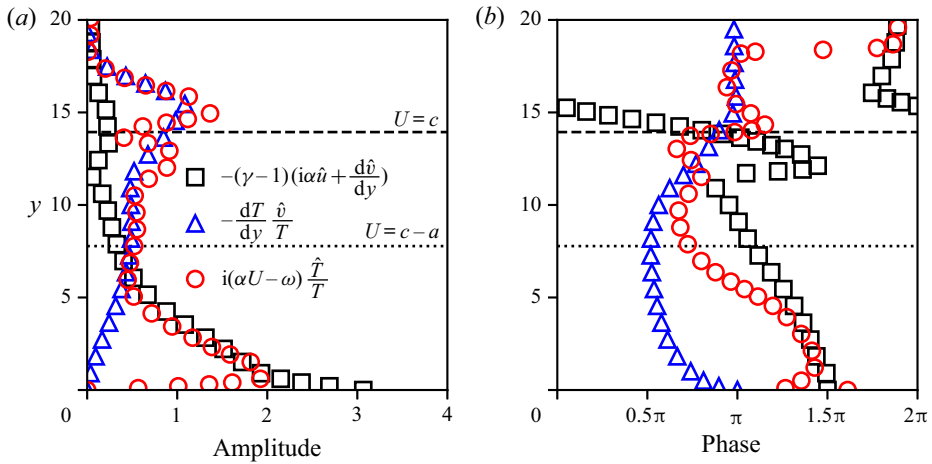 (a)
(b)
20
15
10
5
0
y
U = c
U = c – a
−(γ − 1)(iαû + dv̂/dy)
−dT/dy v̂/T
i(αU − ω) T̂/T
0 1 2 3 4
Amplitude
20
15
10
5
0 0.5π π 1.5π 2π
Phase